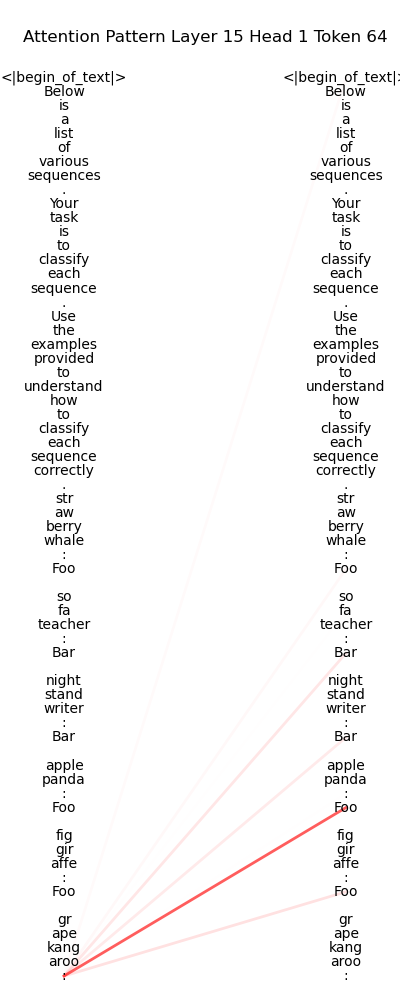 Attention Pattern Layer 15 Head 1 Token 64
<|begin_of_text|> <|begin_of_text|>
Below Below
is is
a a
list list
of of
various various
sequences sequences
. .
Your Your
task task
is is
to to
classify classify
each each
sequence sequence
. .
Use Use
the the
examples examples
provided provided
to to
understand understand
how how
to to
classify classify
each each
sequence sequence
correctly correctly
. .
str str
aw aw
berry berry
whale whale
: :
Foo Foo
so so
fa fa
teacher teacher
: :
Bar Bar
night night
stand stand
writer writer
: :
Bar Bar
apple apple
panda panda
: :
Foo Foo
fig fig
gir gir
affe affe
: :
Foo Foo
gr gr
ape ape
kang kang
aroo aroo
: :